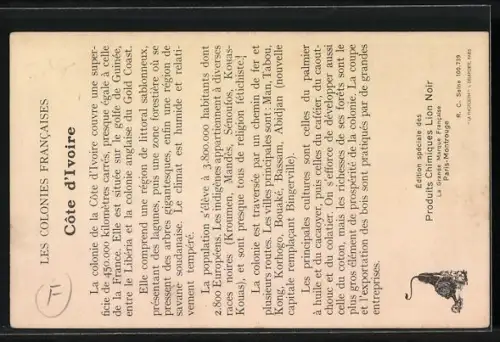 LES COLONIES FRANÇAISES
Côte d'Ivoire
La colonie de la Côte d'Ivoire couvre une super-
ficie de 450.000 kilomètres carrés, presque égale à celle
de la France. Elle est située sur le golfe de Guinée,
entre le Libéria et la colonie anglaise du Gold Coast.
Elle comprend une région de littoral sablonneux,
présentant des lagunes, puis une zone forestière où se
pressent des arbres gigantesques, enfin une région de
savane soudanaise. Le climat est humide et relati-
vement tempéré.
La population s'élève à 3.800.000 habitants dont
2.800 Européens. Les indigènes appartiennent à diverses
races noires (Kroumen, Mandés, Sénoufos, Kouas-
Kouas), et sont presque tous de religion fétichiste.
La colonie est traversée par un chemin de fer et
plusieurs routes. Les villes principales sont : Man, Tabou,
Kong, Korhogo, Bouaké, Bassam, Abidjan (nouvelle
capitale remplaçant Bingerville).
Les principales cultures sont celles du palmier
à huile et du cacaoyer, puis celles du caféier, du caout-
chouc et du colatier. On s'efforce de développer aussi
celle du coton, mais les richesses de ses forêts sont le
plus gros élément de prospérité de la colonie. La coupe
et l'exportation des bois sont pratiqués par de grandes
entreprises.
Édition spéciale des
Produits Chimiques Lion Noir
La Grande Marque Française
Paris-Montrouge
R. C. Seine 100.739
F